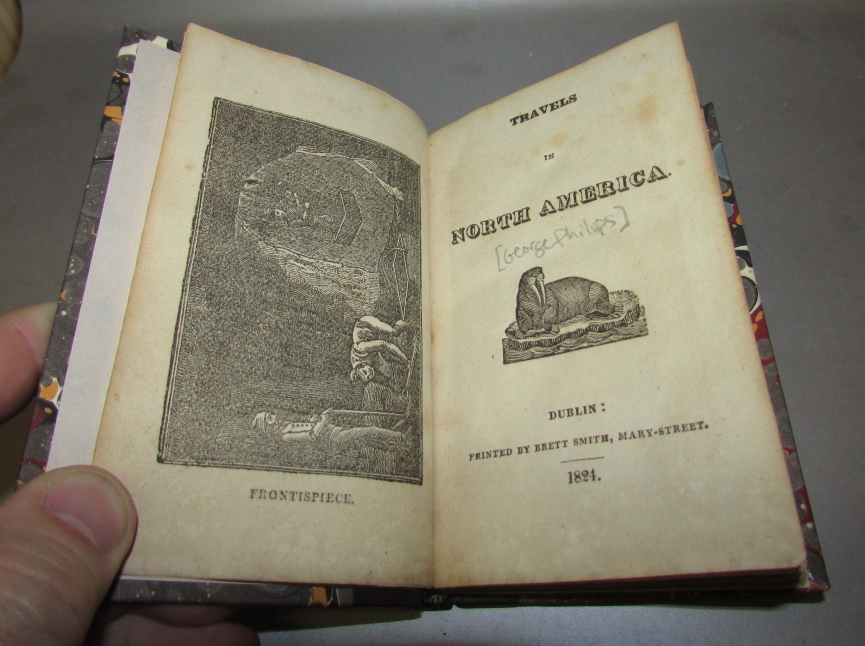 FRONTISPIECE.
TRAVELS
IN
NORTH AMERICA.
[George Philips]
DUBLIN:
PRINTED BY BRETT SMITH, MARY-STREET.
1824.